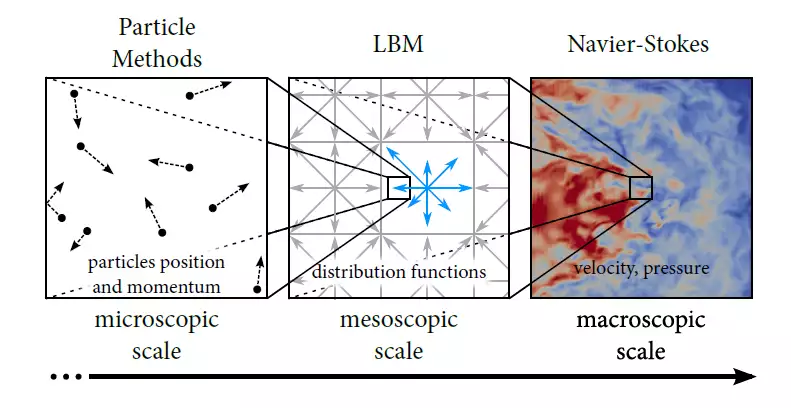 Particle
Methods
LBM
Navier-Stokes
particles position
and momentum
distribution functions
velocity, pressure
microscopic
scale
mesoscopic
scale
macroscopic
scale